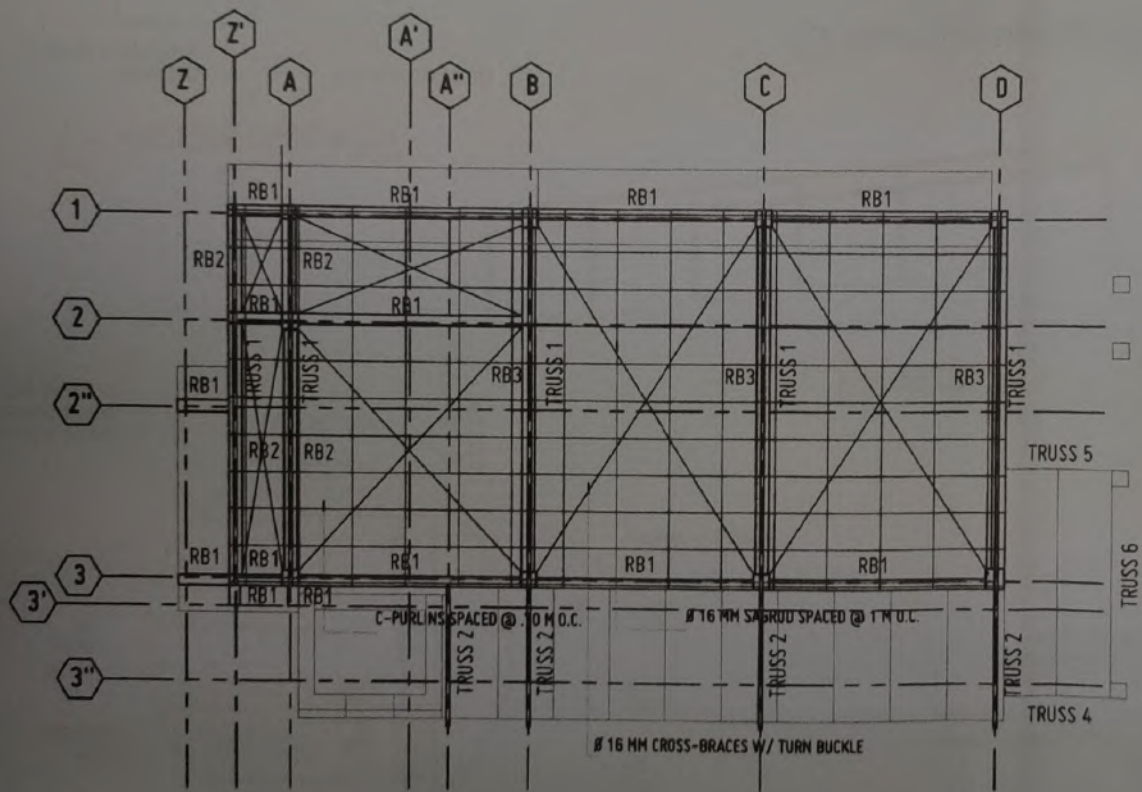 Z'
A'
Z
A
A"
B
C
D
RB1
RB1
RB1
RB1
1
RB2
RB2
RB1
RB1
2
TRUSS 1
TRUSS 1
RB3
TRUSS 1
RB3
TRUSS 1
RB3
TRUSS 1
RB1
2"
RB2
RB2
TRUSS 5
TRUSS 6
RB1
RB1
RB1
RB1
RB1
3
RB1
RB1
3'
C-PURLINS SPACED @ .70 M O.C.
Ø 16 MM SAGROD SPACED @ 1 M O.C.
TRUSS 2
TRUSS 2
TRUSS 2
TRUSS 2
3"
TRUSS 4
Ø 16 MM CROSS-BRACES W/ TURN BUCKLE